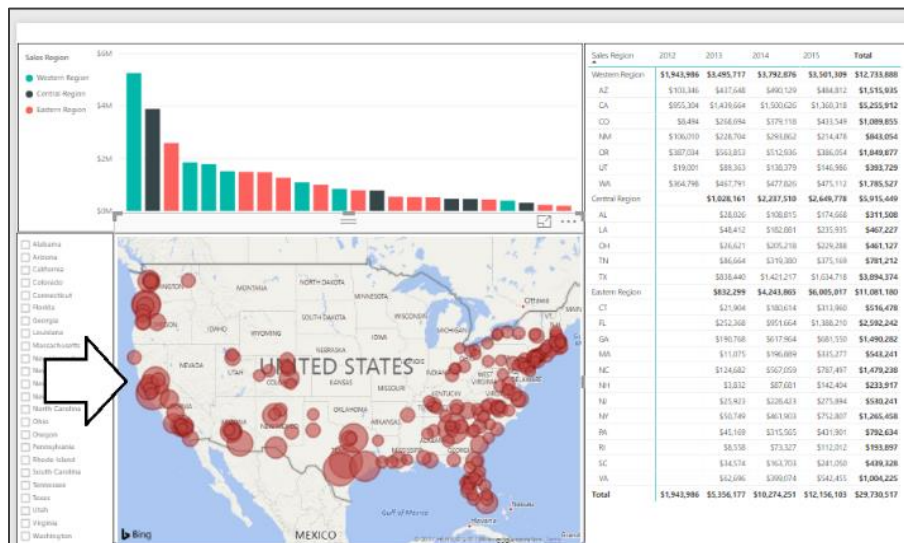 Sales Region
Western Region
Central Region
Eastern Region
$6M
$4M
$2M
$0M
Alabama
Arizona
California
Colorado
Connecticut
Florida
Georgia
Louisiana
Massachusetts
North Carolina
Ohio
Oregon
Pennsylvania
Rhode Island
South Carolina
Tennessee
Texas
Utah
Virginia
Washington
MONTANA
NORTH DAKOTA
MINNESOTA
SOUTH DAKOTA
WISCONSIN
MICHIGAN
Ottawa
IDAHO
WYOMING
NEBRASKA
IOWA
NEVADA
UTAH
UNITED STATES
KANSAS
MISSOURI
KENTUCKY
WEST
DELAWARE
OKLAHOMA
ARKANSAS
NEW MEXICO
MISSISSIPPI
Gulf of Mexico
Nassau
Havana
MEXICO
Bing
Sales Region 2012 2013 2014 2015 Total
Western Region $1,943,986 $3,495,717 $3,792,876 $3,501,309 $12,733,888
AZ $103,346 $437,648 $490,129 $484,812 $1,515,935
CA $955,304 $1,439,664 $1,500,626 $1,360,318 $5,255,912
CO $8,494 $268,694 $379,118 $433,549 $1,089,855
NM $106,010 $228,704 $293,862 $214,478 $843,054
OR $387,034 $563,853 $512,936 $386,054 $1,849,877
UT $19,001 $89,363 $138,379 $146,986 $393,729
WA $364,798 $467,791 $477,826 $475,112 $1,785,527
Central Region $1,028,161 $2,237,510 $2,649,778 $5,915,449
AL $28,026 $108,815 $174,668 $311,508
LA $48,412 $182,881 $235,935 $467,227
OH $26,621 $205,218 $229,288 $461,127
TN $86,664 $319,380 $375,169 $781,212
TX $838,440 $1,421,217 $1,634,718 $3,894,374
Eastern Region $832,299 $4,243,865 $6,005,017 $11,081,180
CT $21,904 $180,614 $313,960 $516,478
FL $252,368 $951,664 $1,388,210 $2,592,242
GA $190,768 $617,964 $681,550 $1,490,282
MA $11,075 $196,889 $335,277 $543,241
NC $124,682 $567,059 $787,497 $1,479,238
NH $3,832 $87,681 $142,404 $233,917
NJ $25,923 $228,423 $275,894 $530,241
NY $50,749 $461,903 $752,807 $1,265,458
PA $45,169 $315,565 $431,901 $792,634
RI $8,558 $73,327 $112,012 $193,897
SC $34,574 $163,703 $241,050 $439,328
VA $62,696 $399,074 $542,455 $1,004,225
Total $1,943,986 $5,356,177 $10,274,251 $12,156,103 $29,730,517